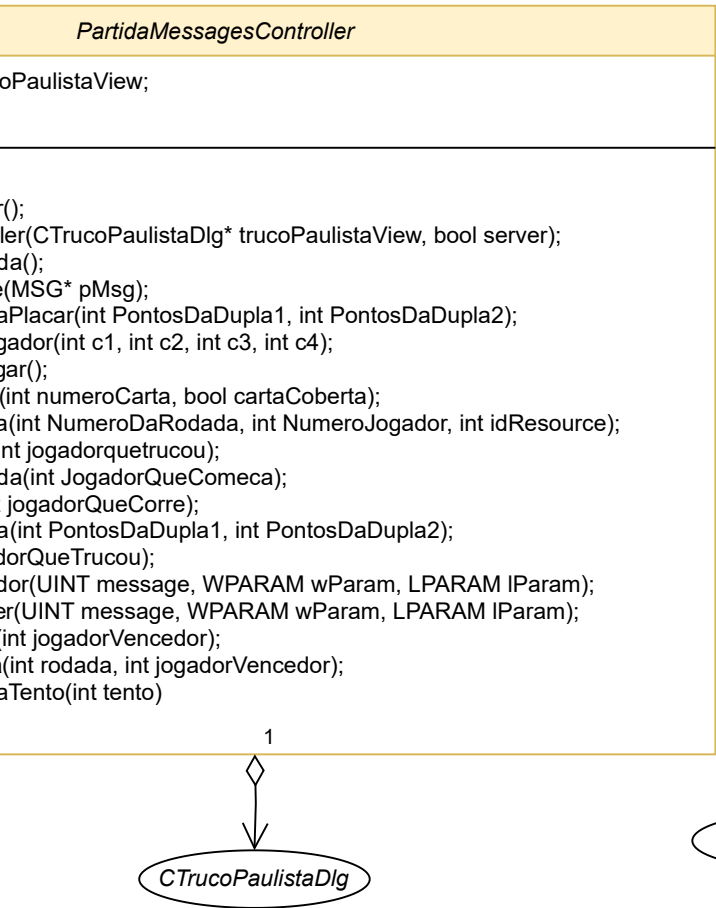 PartidaMessagesController
oPaulistaView;
r();
ler(CTrucoPaulistaDlg* trucoPaulistaView, bool server);
da();
e(MSG* pMsg);
aPlacar(int PontosDaDupla1, int PontosDaDupla2);
gador(int c1, int c2, int c3, int c4);
gar();
(int numeroCarta, bool cartaCoberta);
a(int NumeroDaRodada, int NumeroJogador, int idResource);
nt jogadorquetrucou);
da(int JogadorQueComeca);
t jogadorQueCorre);
a(int PontosDaDupla1, int PontosDaDupla2);
dorQueTrucou);
dor(UINT message, WPARAM wParam, LPARAM lParam);
er(UINT message, WPARAM wParam, LPARAM lParam);
(int jogadorVencedor);
a(int rodada, int jogadorVencedor);
aTento(int tento)
1
CTrucoPaulistaDlg